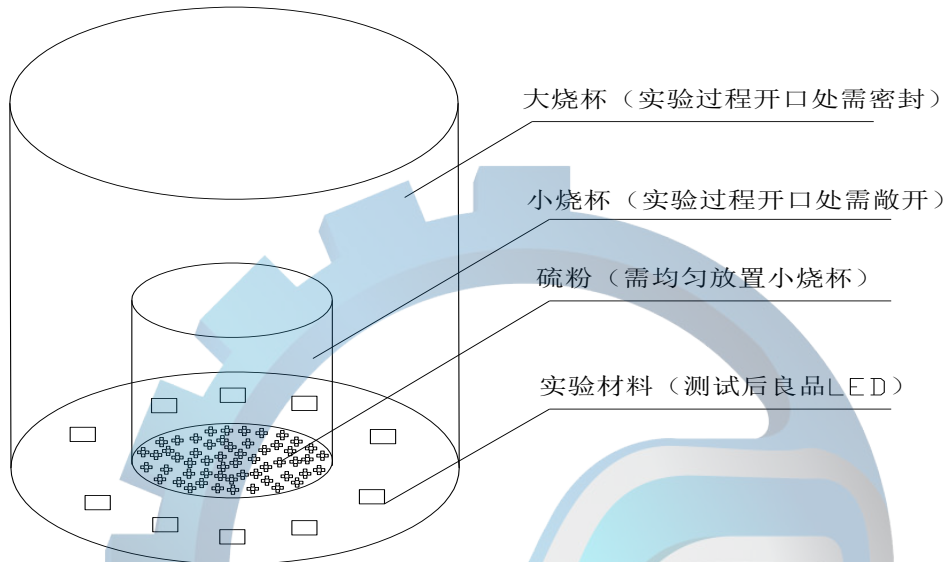 大烧杯（实验过程开口处需密封）
小烧杯（实验过程开口处需敞开）
硫粉（需均匀放置小烧杯）
实验材料（测试后良品LED）